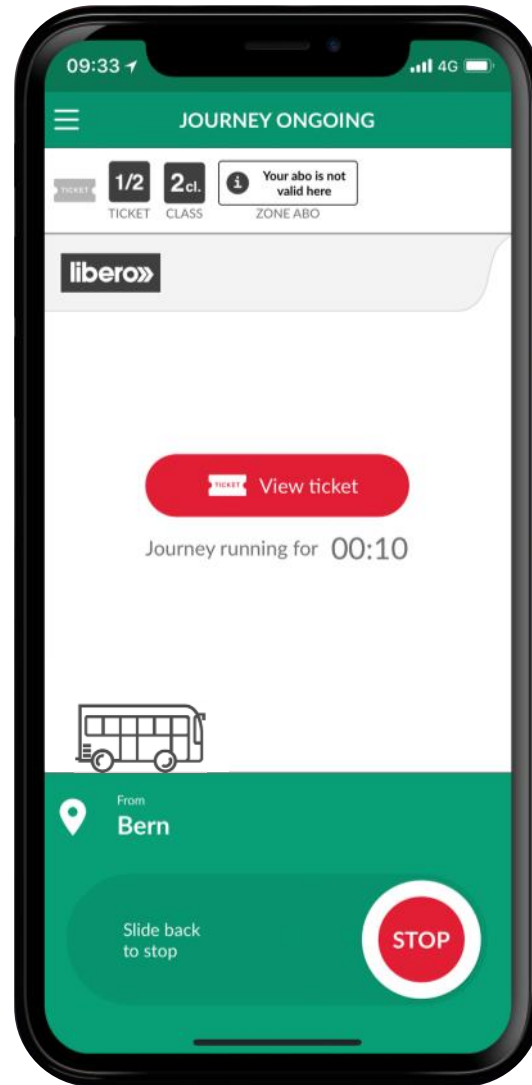 09:33
4G
JOURNEY ONGOING
TICKET
1/2
2cl.
Your abo is not
valid here
TICKET
CLASS
ZONE ABO
libero
TICKET
View ticket
Journey running for 00:10
From
Bern
Slide back
to stop
STOP